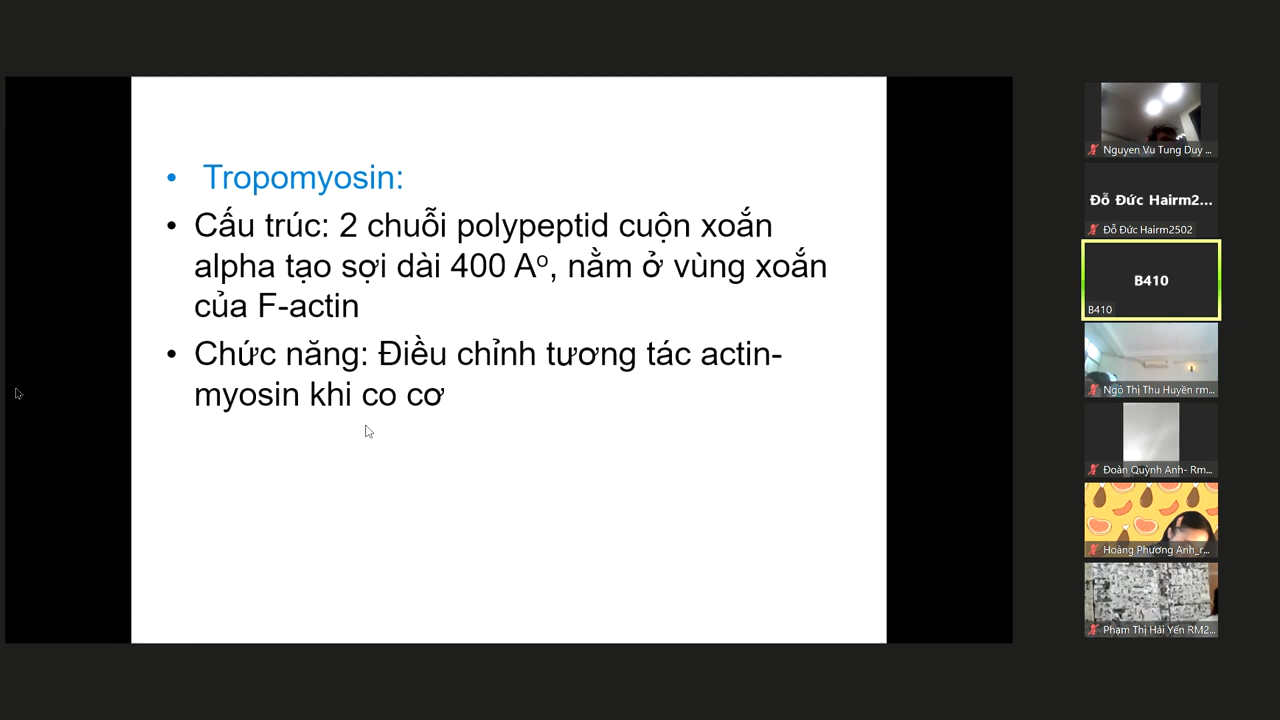 • Tropomyosin:
• Cấu trúc: 2 chuỗi polypeptid cuộn xoắn
alpha tạo sợi dài 400 Aº, nằm ở vùng xoắn
của F-actin
• Chức năng: Điều chỉnh tương tác actin-
myosin khi co cơ
Nguyen Vu Tung Duy ...
Đỗ Đức Hairm2...
Đỗ Đức Hairm2502
B410
B410
Ngô Thị Thu Huyền rm...
Đoàn Quỳnh Anh- Rm...
Hoàng Phương Anh_r...
Phạm Thị Hải Yến RM2...